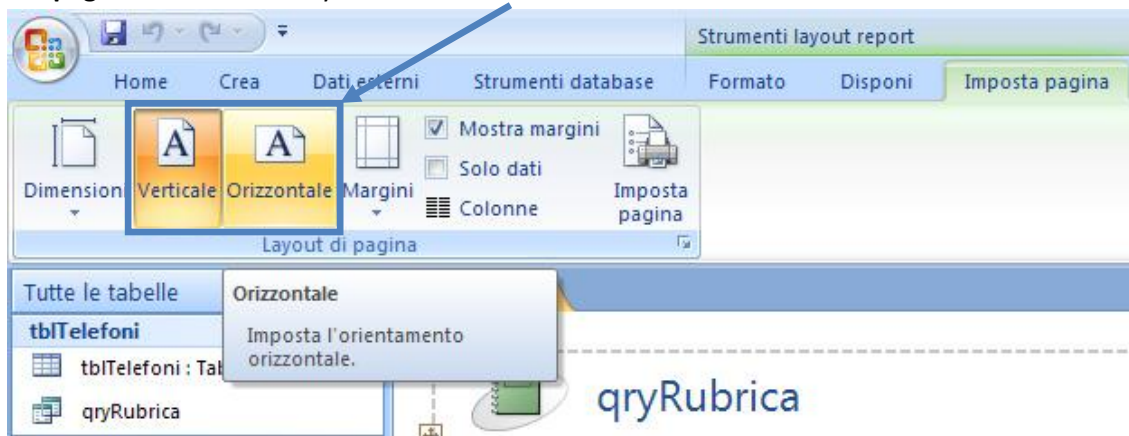 Strumenti layout report
Home Crea Dati esterni Strumenti database Formato Disponi Imposta pagina
Dimensioni Verticale Orizzontale Margini
Mostra margini
Solo dati
Colonne
Imposta pagina
Layout di pagina
Tutte le tabelle
tblTelefoni
tblTelefoni : Tab
qryRubrica
Orizzontale
Imposta l'orientamento
orizzontale.
qryRubrica